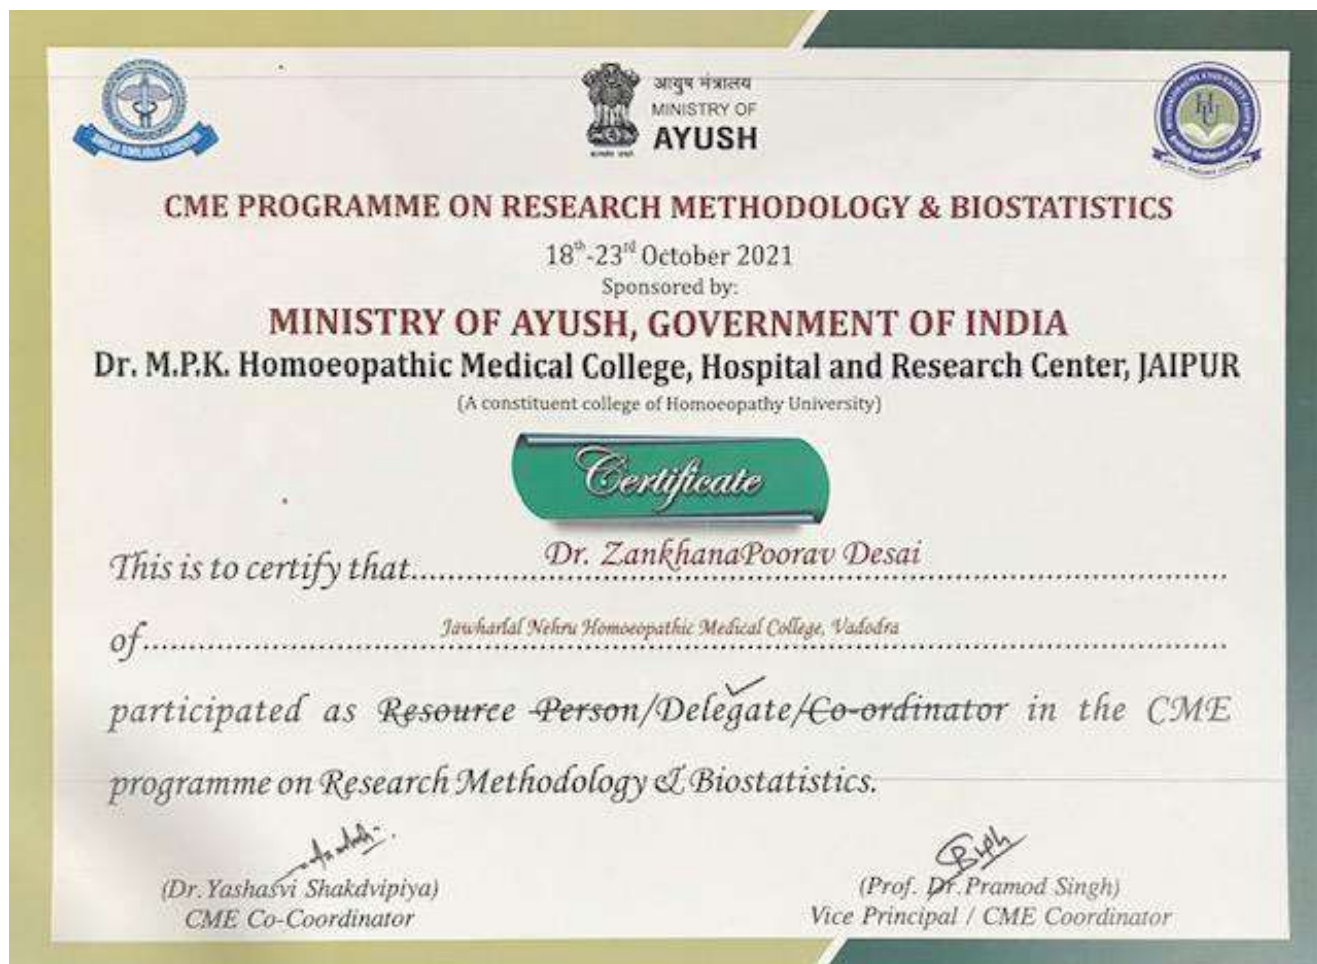 आयुष मंत्रालय
MINISTRY OF
AYUSH
CME PROGRAMME ON RESEARCH METHODOLOGY & BIOSTATISTICS
18th-23rd October 2021
Sponsored by:
MINISTRY OF AYUSH, GOVERNMENT OF INDIA
Dr. M.P.K. Homoeopathic Medical College, Hospital and Research Center, JAIPUR
(A constituent college of Homoeopathy University)
Certificate
This is to certify that Dr. ZankhanaPoorav Desai
of Jawharlal Nehru Homoeopathic Medical College, Vadodra
participated as Resource Person/Delegate/Co-ordinator in the CME
programme on Research Methodology & Biostatistics.
(Dr. Yashasvi Shakdvipiya) (Prof. Dr. Pramod Singh)
CME Co-Coordinator Vice Principal / CME Coordinator